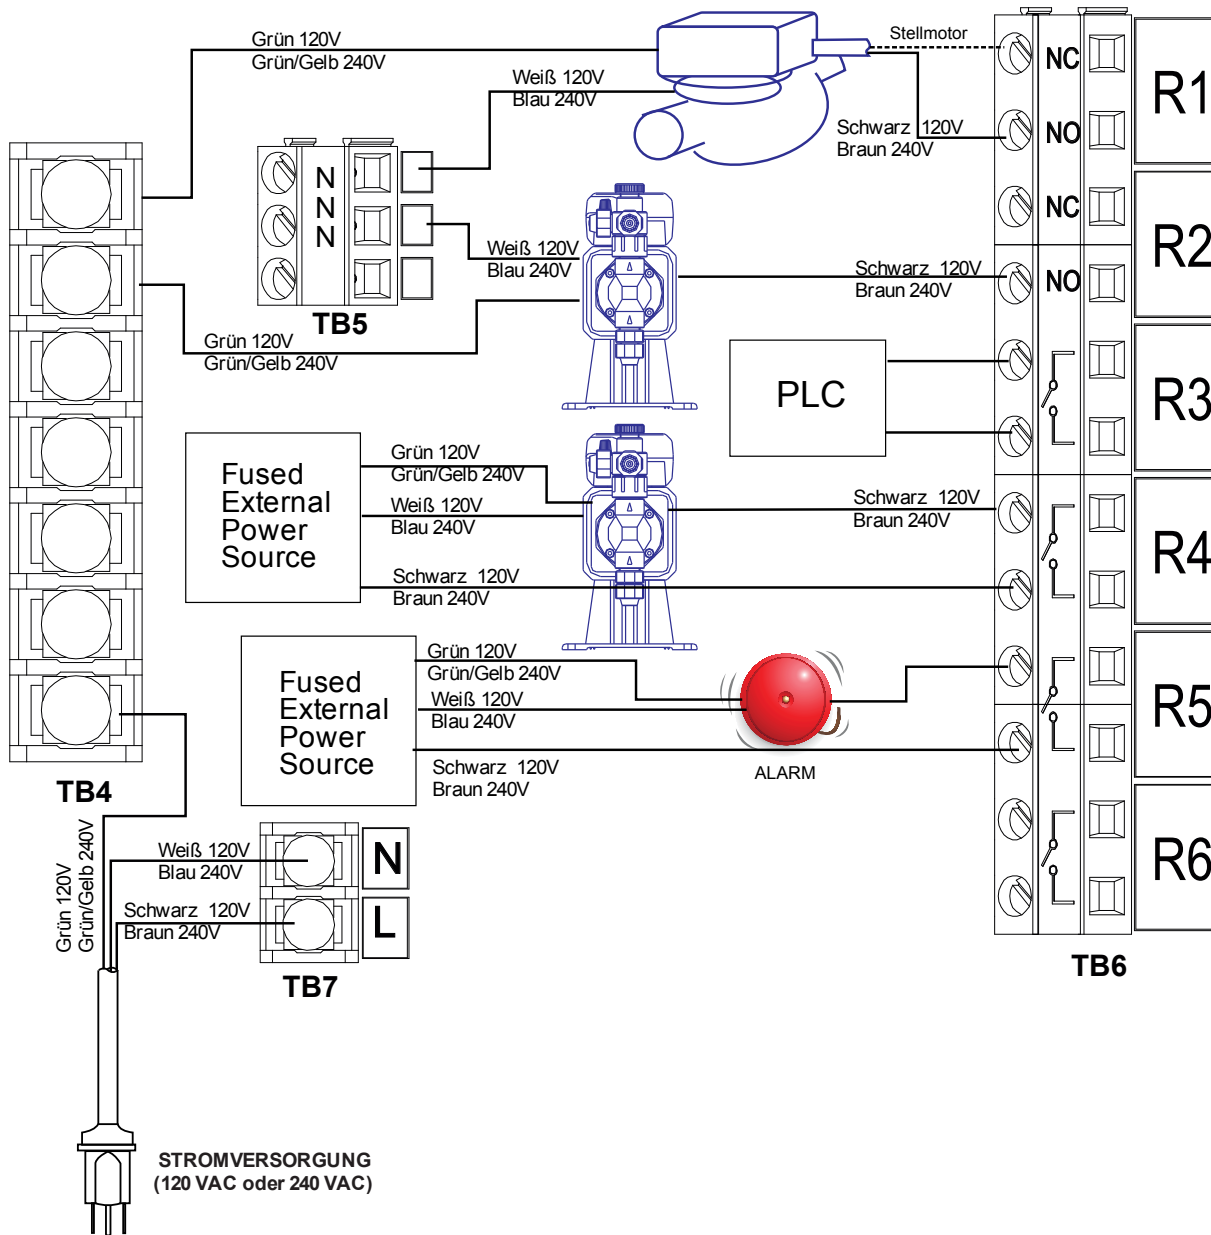 Grün 120V
Grün/Gelb 240V
Weiß 120V
Blau 240V
Stellmotor
Schwarz 120V
Braun 240V
NC
NO
R1
NC
NO
R2
N
N
N
TB5
Weiß 120V
Blau 240V
Schwarz 120V
Braun 240V
Grün 120V
Grün/Gelb 240V
PLC
R3
Fused
External
Power
Source
Grün 120V
Grün/Gelb 240V
Weiß 120V
Blau 240V
Schwarz 120V
Braun 240V
Schwarz 120V
Braun 240V
R4
Fused
External
Power
Source
Grün 120V
Grün/Gelb 240V
Weiß 120V
Blau 240V
Schwarz 120V
Braun 240V
ALARM
R5
TB4
Grün 120V
Grün/Gelb 240V
Weiß 120V
Blau 240V
N
Schwarz 120V
Braun 240V
L
TB7
R6
TB6
STROMVERSORGUNG
(120 VAC oder 240 VAC)